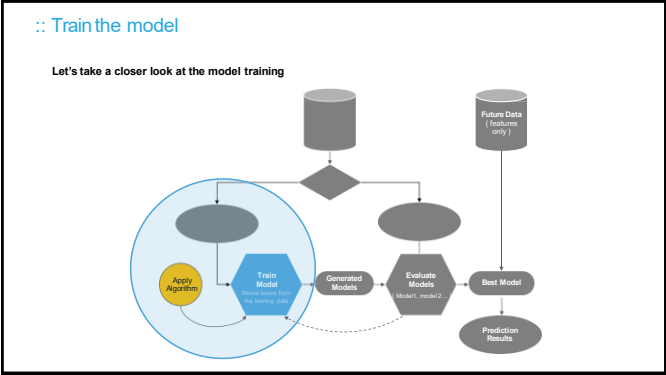 :: Train the model
Let's take a closer look at the model training
Future Data
( features
only )
Apply
Algorithm
Train
Model
Model learns from
the training data
Generated
Models
Evaluate
Models
Model1, model2...
Best Model
Prediction
Results